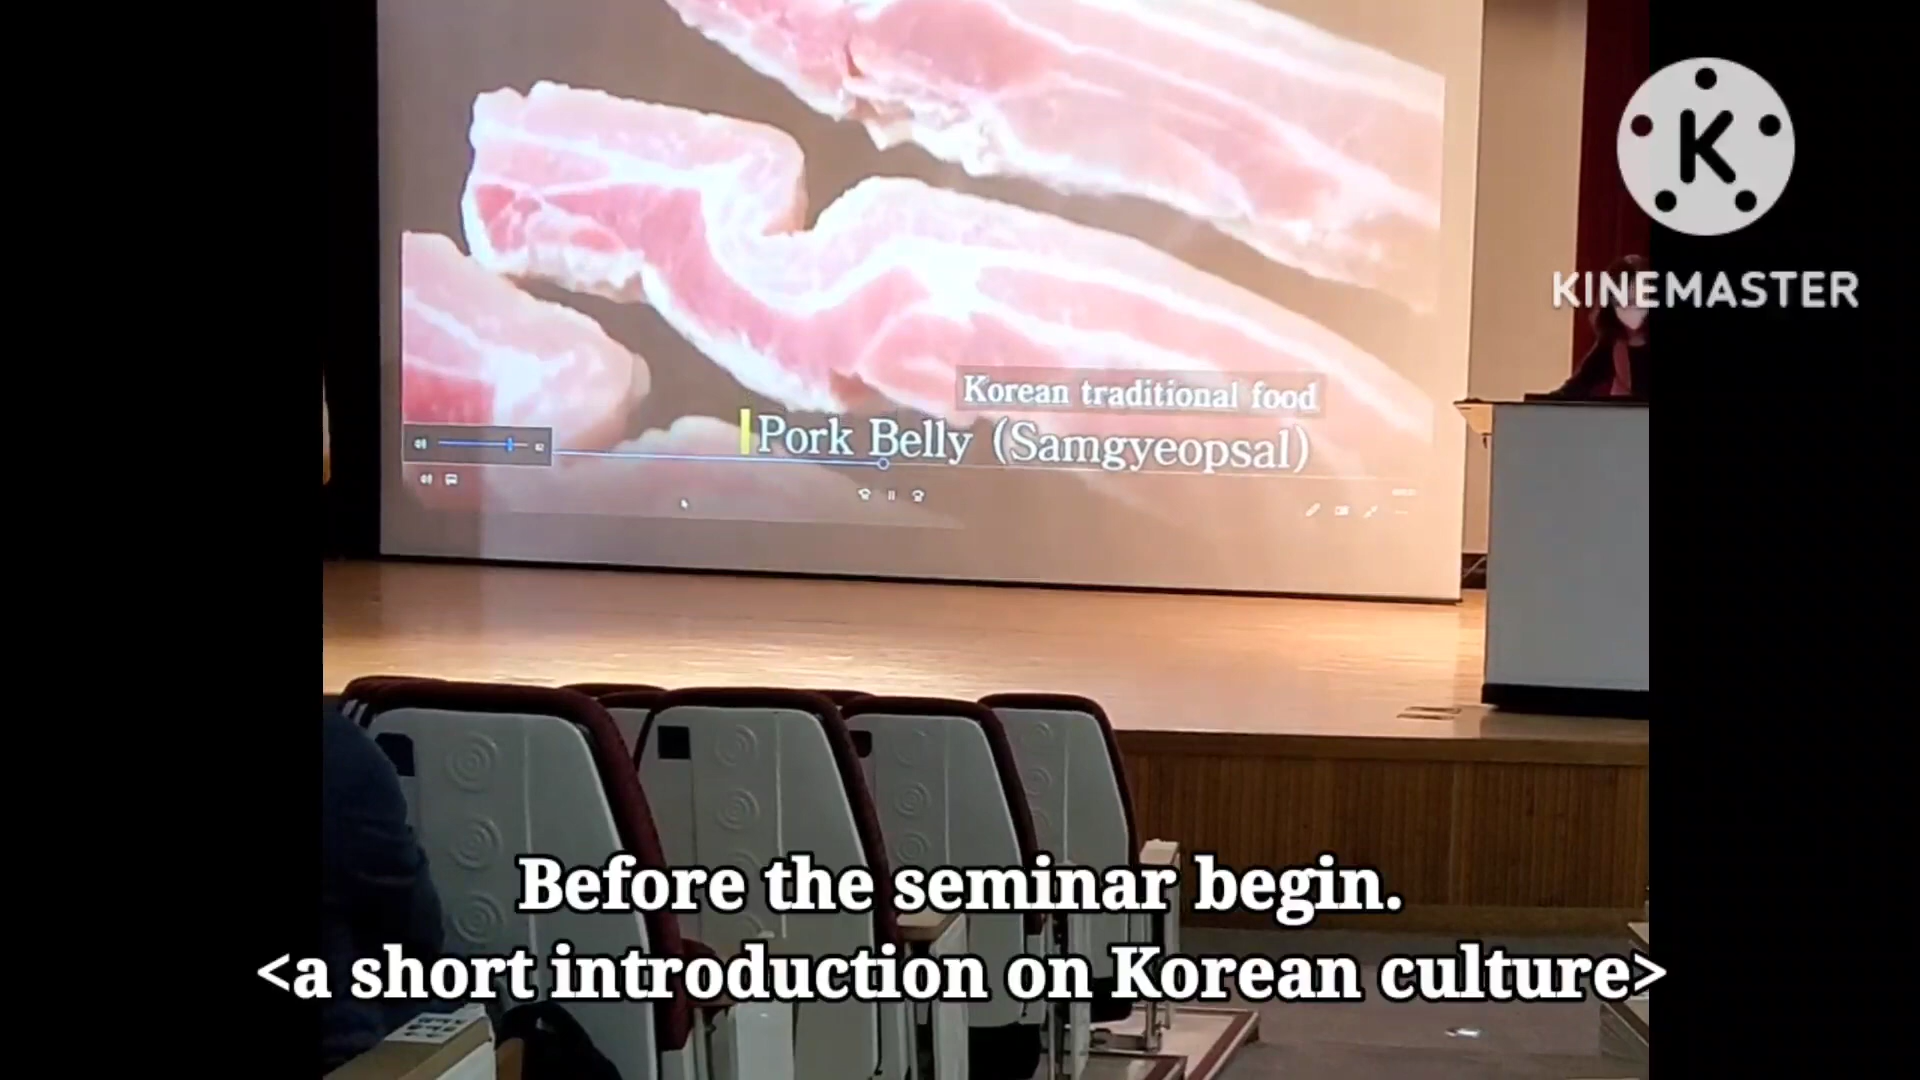 K
KINEMASTER
Korean traditional food
Pork Belly (Samgyeopsal)
Before the seminar begin.
<a short introduction on Korean culture>